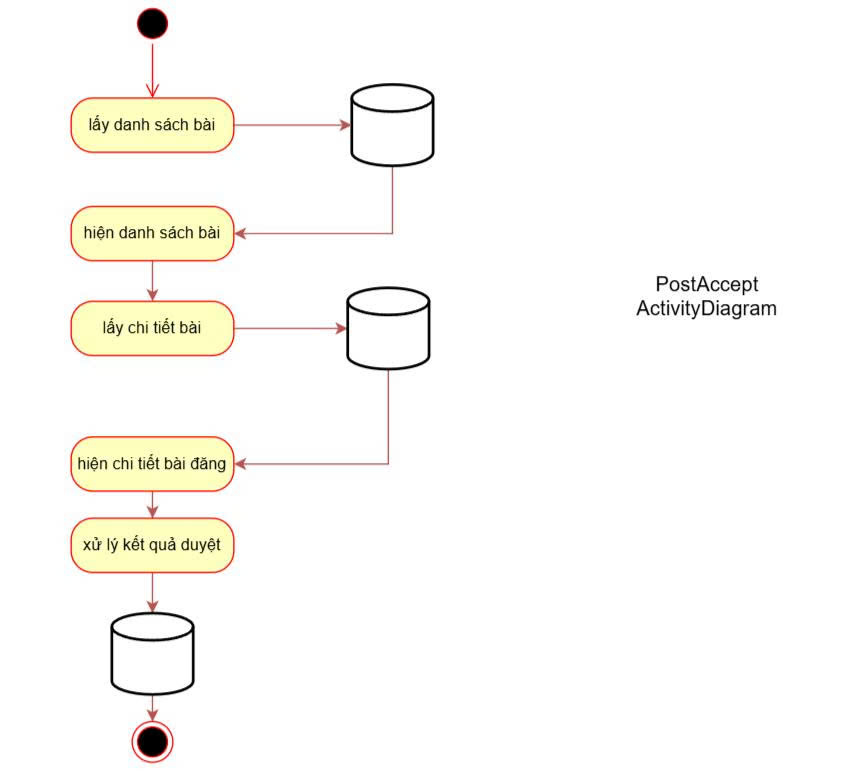 lấy danh sách bài
hiện danh sách bài
PostAccept
ActivityDiagram
lấy chi tiết bài
hiện chi tiết bài đăng
xử lý kết quả duyệt